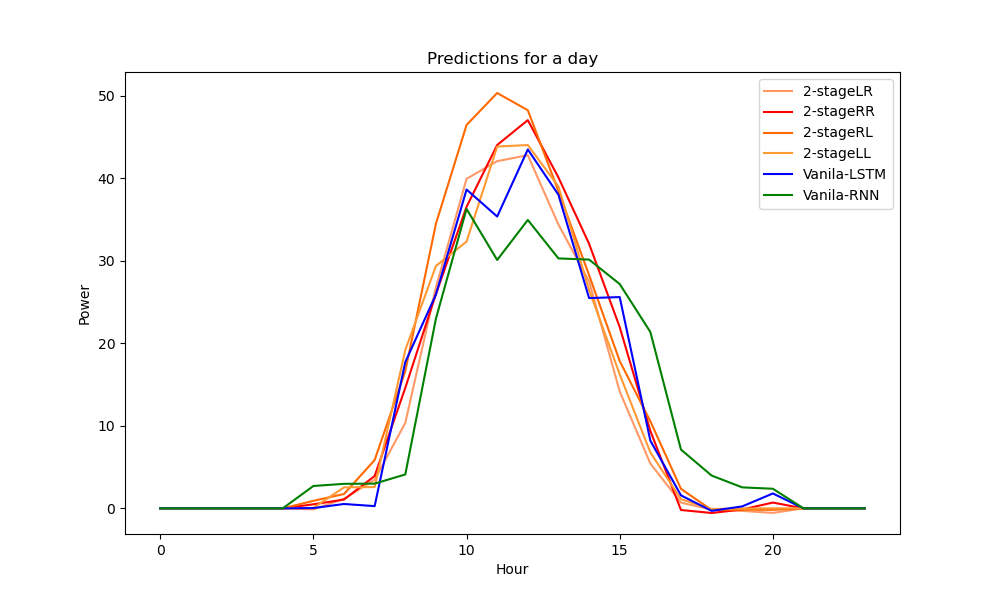 Predictions for a day
50
40
30
20
10
0
Power
0 5 10 15 20
Hour
2-stageLR
2-stageRR
2-stageRL
2-stageLL
Vanila-LSTM
Vanila-RNN